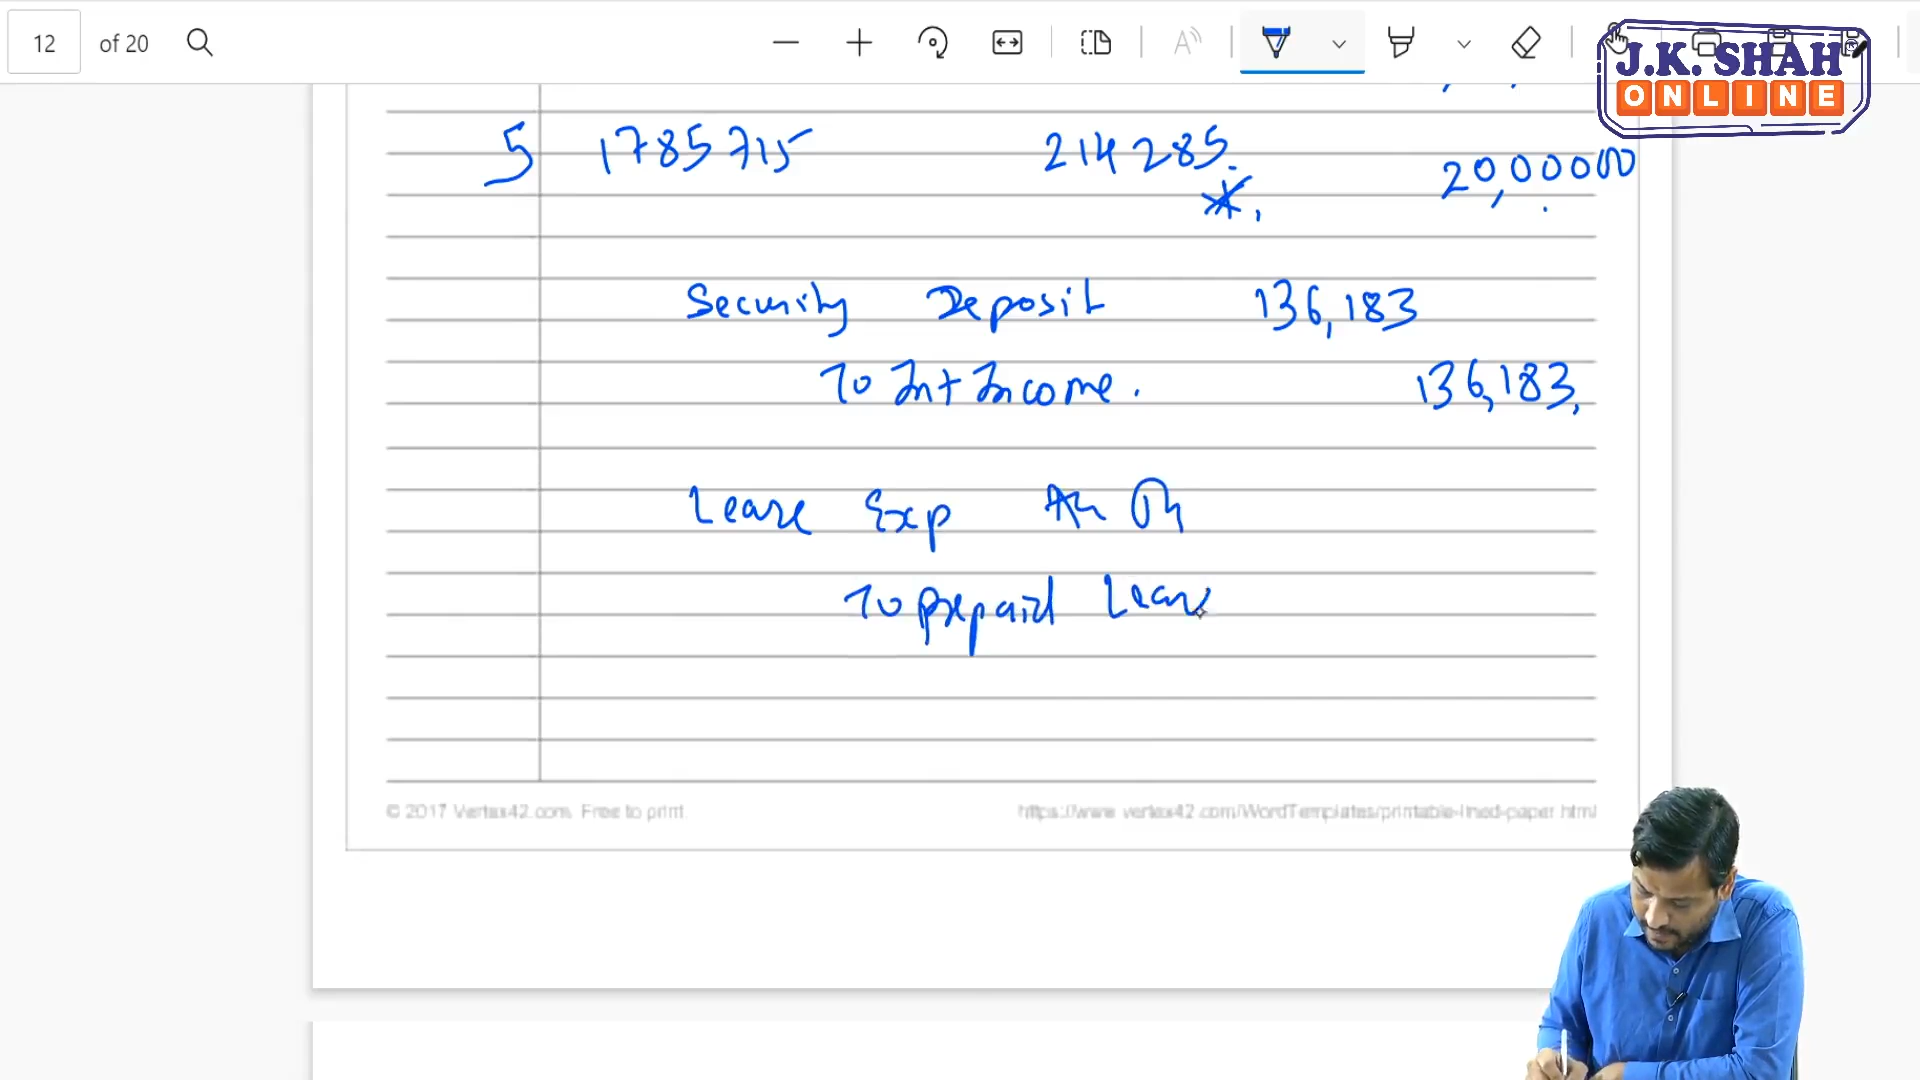 12 of 20
J.K. SHAH
ONLINE
5 1785715 214285. 20,00000
*
Security Deposit 136,183
To Int Income. 136,183,
Lease Exp A/c Dr
To prepaid Lease
© 2017 Vertex42.com. Free to print.
https://www.vertex42.com/WordTemplates/printable-lined-paper.html